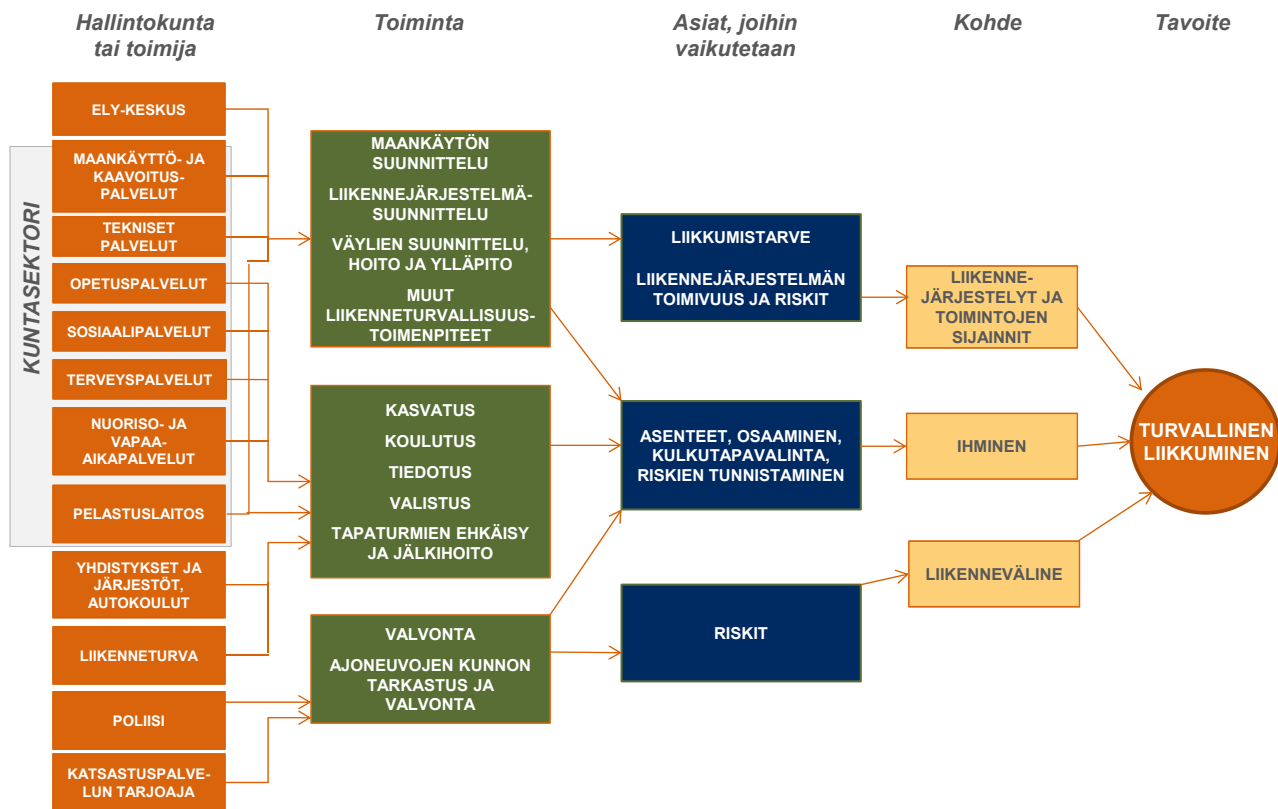 Hallintokunta
tai toimija
Toiminta
Asiat, joihin
vaikutetaan
Kohde
Tavoite
KUNTASEKTORI
ELY-KESKUS
MAANKÄYTTÖ- JA
KAAVOITUS-
PALVELUT
TEKNISET
PALVELUT
OPETUSPALVELUT
SOSIAALIPALVELUT
TERVEYSPALVELUT
NUORISO- JA
VAPAA-
AIKAPALVELUT
PELASTUSLAITOS
YHDISTYKSET JA
JÄRJESTÖT,
AUTOKOULUT
LIIKENNETURVA
POLIISI
KATSASTUSPALVE-
LUN TARJOAJA
MAANKÄYTÖN
SUUNNITTELU
LIIKENNEJÄRJESTELMÄ-
SUUNNITTELU
VÄYLIEN SUUNNITTELU,
HOITO JA YLLÄPITO
MUUT
LIIKENNETURVALLISUUS-
TOIMENPITEET
KASVATUS
KOULUTUS
TIEDOTUS
VALISTUS
TAPATURMIEN EHKÄISY
JA JÄLKIHOITO
VALVONTA
AJONEUVOJEN KUNNON
TARKASTUS JA
VALVONTA
LIIKKUMISTARVE
LIIKENNEJÄRJESTELMÄN
TOIMIVUUS JA RISKIT
ASENTEET, OSAAMINEN,
KULKUTAPAVALINTA,
RISKIEN TUNNISTAMINEN
RISKIT
LIIKENNE-
JÄRJESTELYT JA
TOIMINTOJEN
SIJAINNIT
IHMINEN
LIIKENNEVÄLINE
TURVALLINEN
LIIKKUMINEN